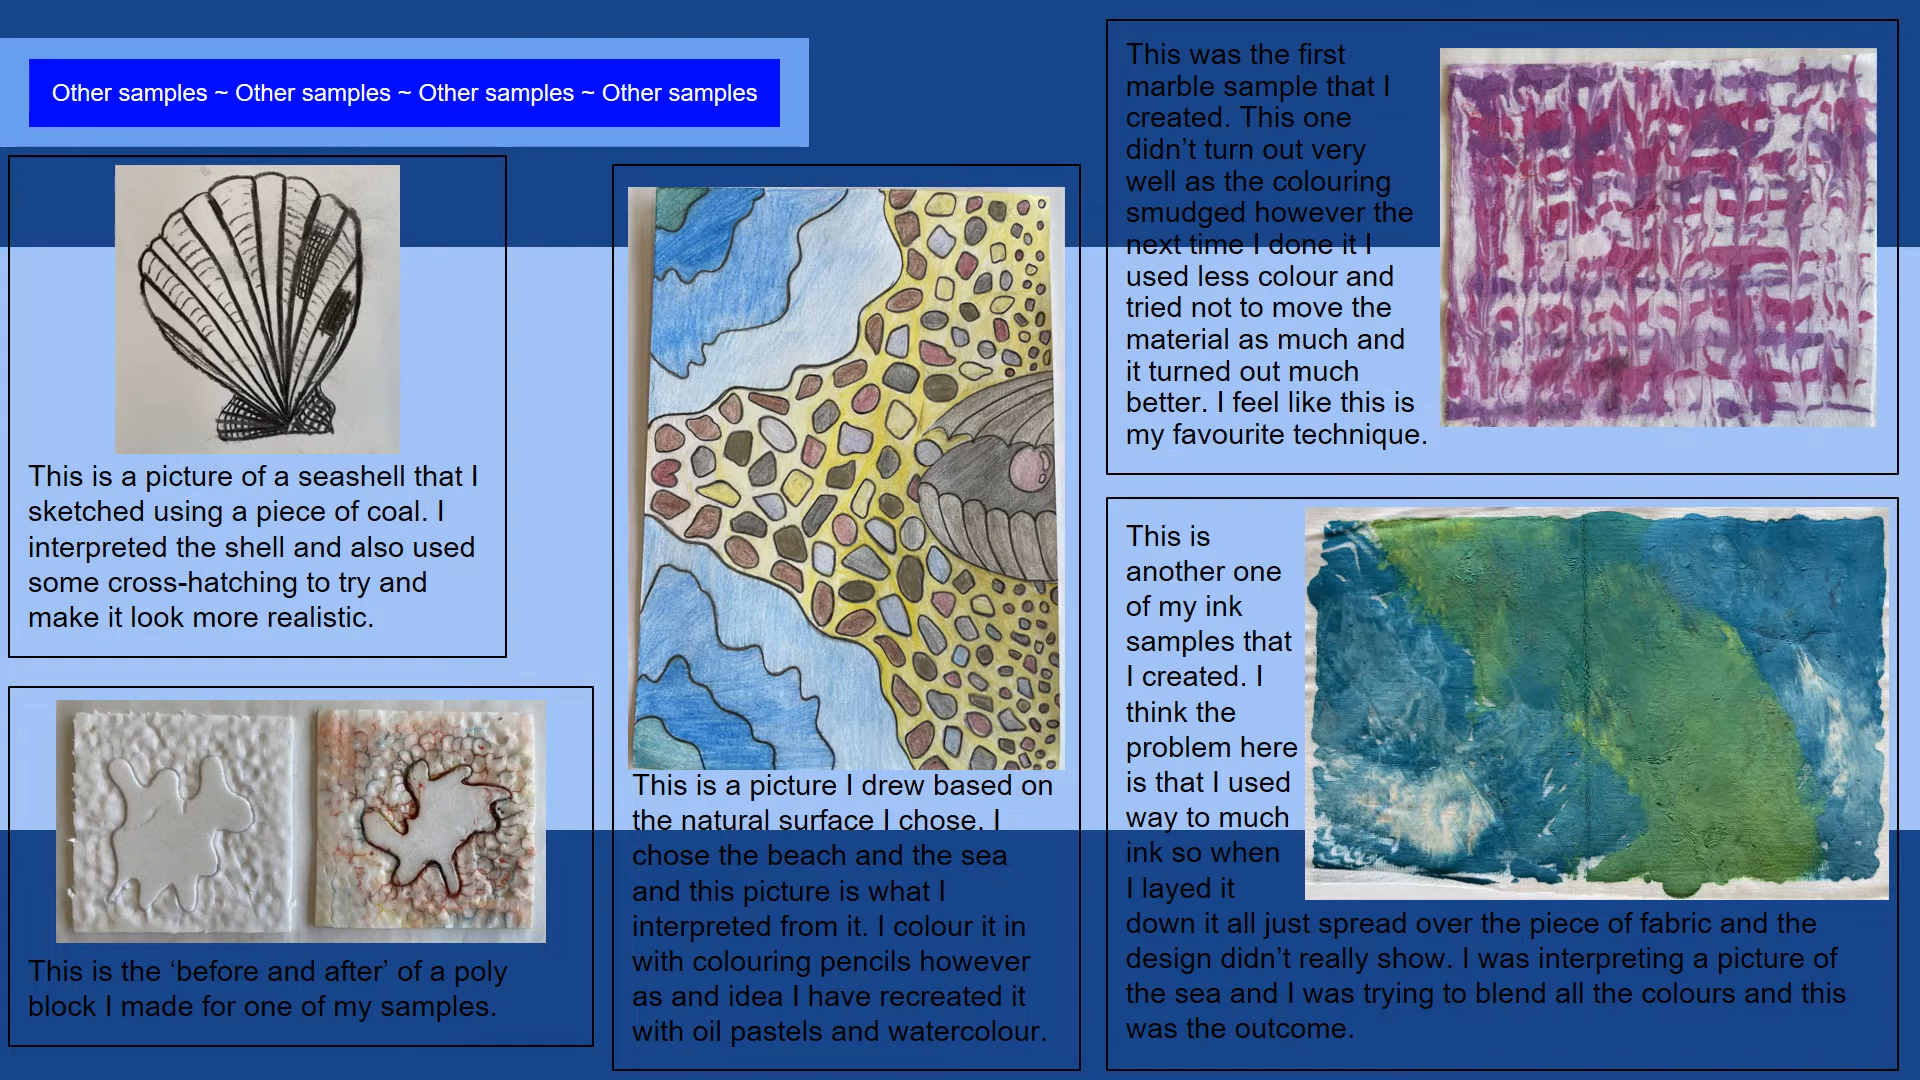 Other samples ~ Other samples ~ Other samples ~ Other samples
This is a picture of a seashell that I
sketched using a piece of coal. I
interpreted the shell and also used
some cross-hatching to try and
make it look more realistic.
This is the ‘before and after’ of a poly
block I made for one of my samples.
This is a picture I drew based on
the natural surface I chose. I
chose the beach and the sea
and this picture is what I
interpreted from it. I colour it in
with colouring pencils however
as and idea I have recreated it
with oil pastels and watercolour.
This was the first
marble sample that I
created. This one
didn’t turn out very
well as the colouring
smudged however the
next time I done it I
used less colour and
tried not to move the
material as much and
it turned out much
better. I feel like this is
my favourite technique.
This is
another one
of my ink
samples that
I created. I
think the
problem here
is that I used
way to much
ink so when
I layed it
down it all just spread over the piece of fabric and the
design didn’t really show. I was interpreting a picture of
the sea and I was trying to blend all the colours and this
was the outcome.